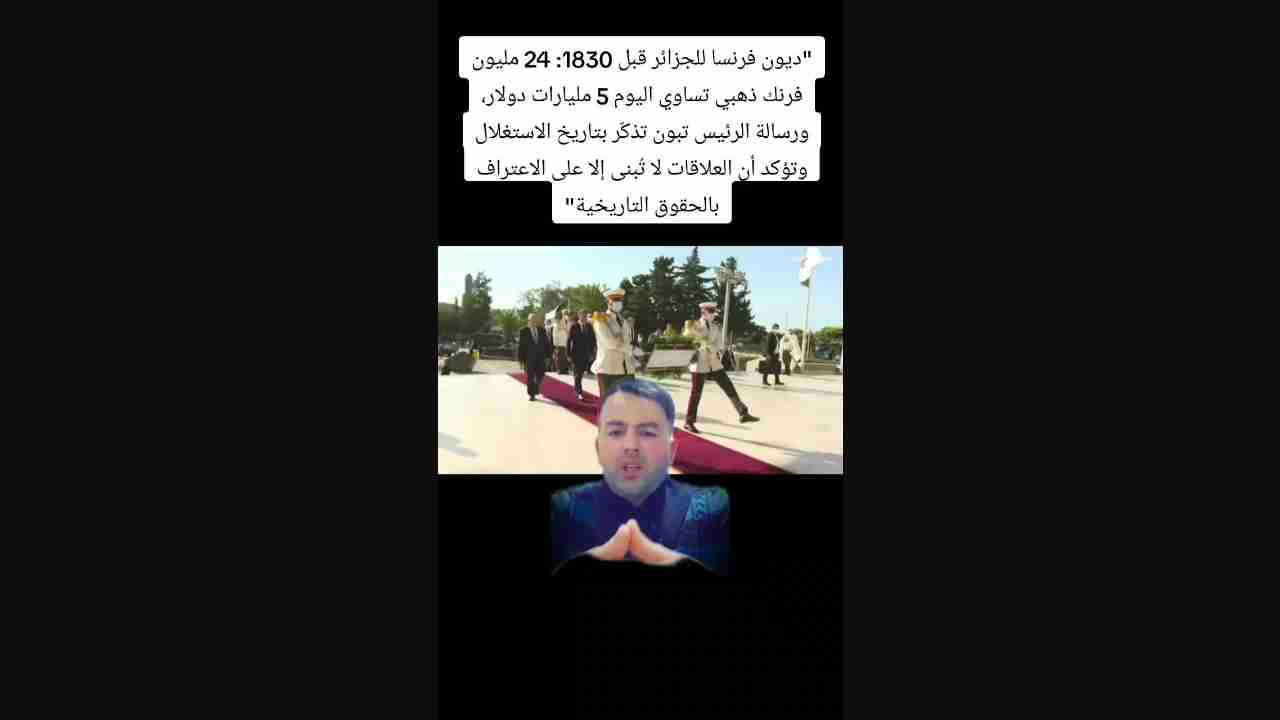 "ديون فرنسا للجزائر قبل 1830: 24 مليون
فرنك ذهبي تساوي اليوم 5 مليارات دولار،
ورسالة الرئيس تبون تذكّر بتاريخ الاستغلال
وتؤكد أن العلاقات لا تُبنى إلا على الاعتراف
بالحقوق التاريخية"